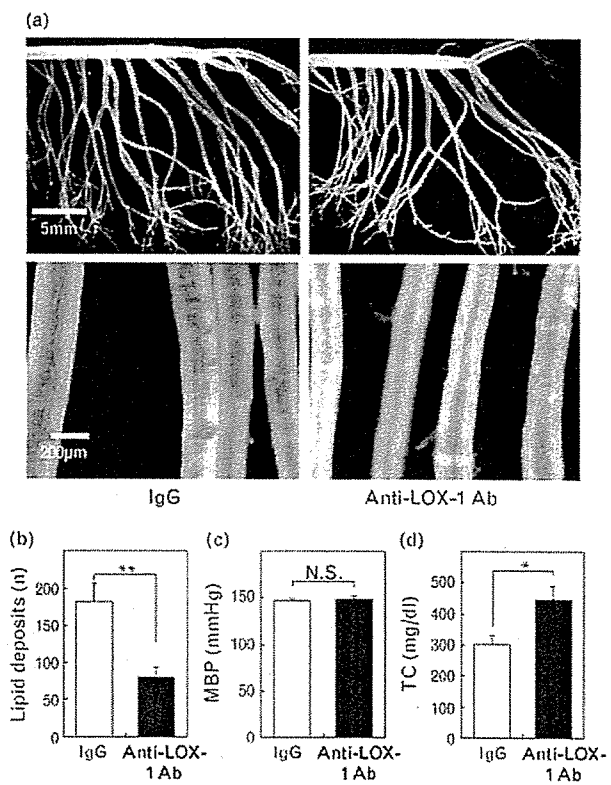 (a)
5mm
200μm
IgG
Anti-LOX-1 Ab
(b)
Lipid deposits (n)
200
150
100
50
0
**
IgG
Anti-LOX-
1 Ab
(c)
MBP (mmHg)
200
150
100
50
0
N.S.
IgG
Anti-LOX-
1 Ab
(d)
TC (mg/dl)
500
400
300
200
100
0
*
IgG
Anti-LOX-
1 Ab